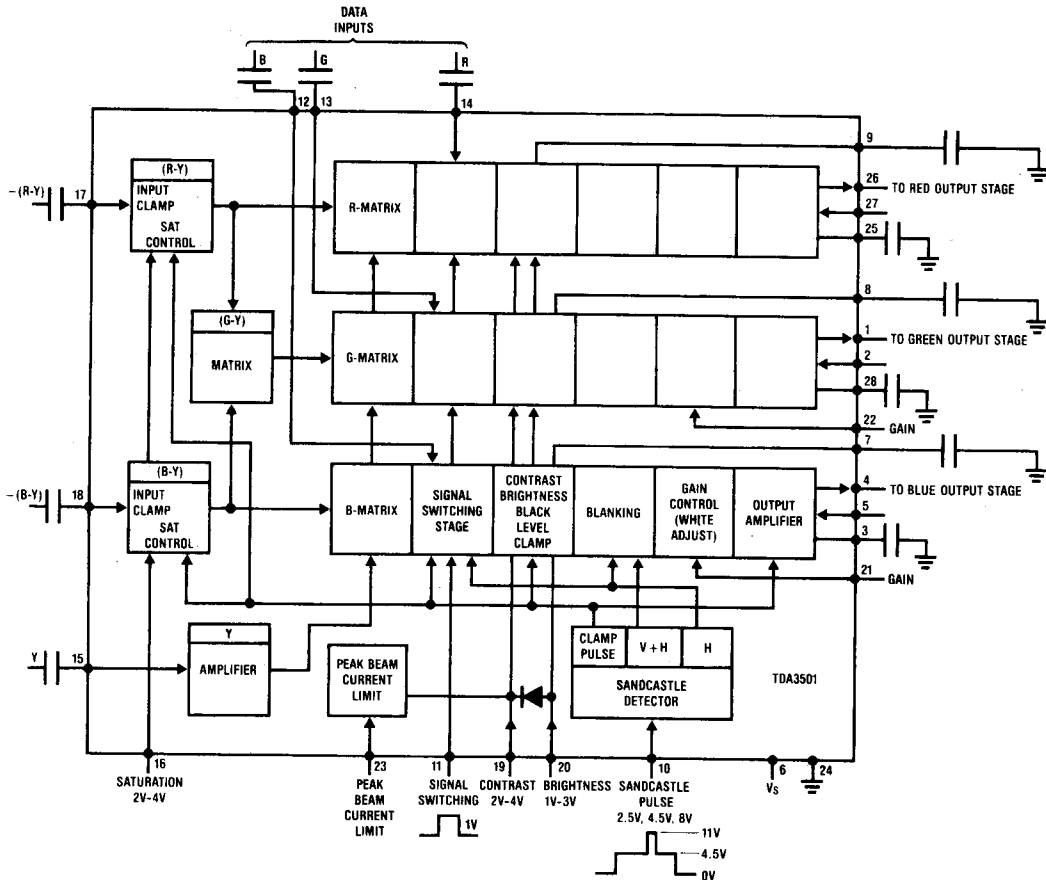 DATA
INPUTS
B
G
R
12
13
14
9
(R-Y)
–(R-Y)
17
INPUT
CLAMP
SAT
CONTROL
R-MATRIX
26
TO RED OUTPUT STAGE
27
25
8
(G-Y)
MATRIX
G-MATRIX
1
TO GREEN OUTPUT STAGE
2
28
22
GAIN
7
(B-Y)
–(B-Y)
18
INPUT
CLAMP
SAT
CONTROL
B-MATRIX
SIGNAL
SWITCHING
STAGE
CONTRAST
BRIGHTNESS
BLACK
LEVEL
CLAMP
BLANKING
GAIN
CONTROL
(WHITE
ADJUST)
OUTPUT
AMPLIFIER
4
TO BLUE OUTPUT STAGE
5
3
21
GAIN
Y
15
Y
AMPLIFIER
PEAK BEAM
CURRENT
LIMIT
CLAMP
PULSE
V + H
H
SANDCASTLE
DETECTOR
TDA3501
16
SATURATION
2V–4V
23
PEAK
BEAM
CURRENT
LIMIT
11
SIGNAL
SWITCHING
1V
19
CONTRAST
2V–4V
20
BRIGHTNESS
1V–3V
10
SANDCASTLE
PULSE
2.5V, 4.5V, 8V
11V
4.5V
0V
6
VS
24